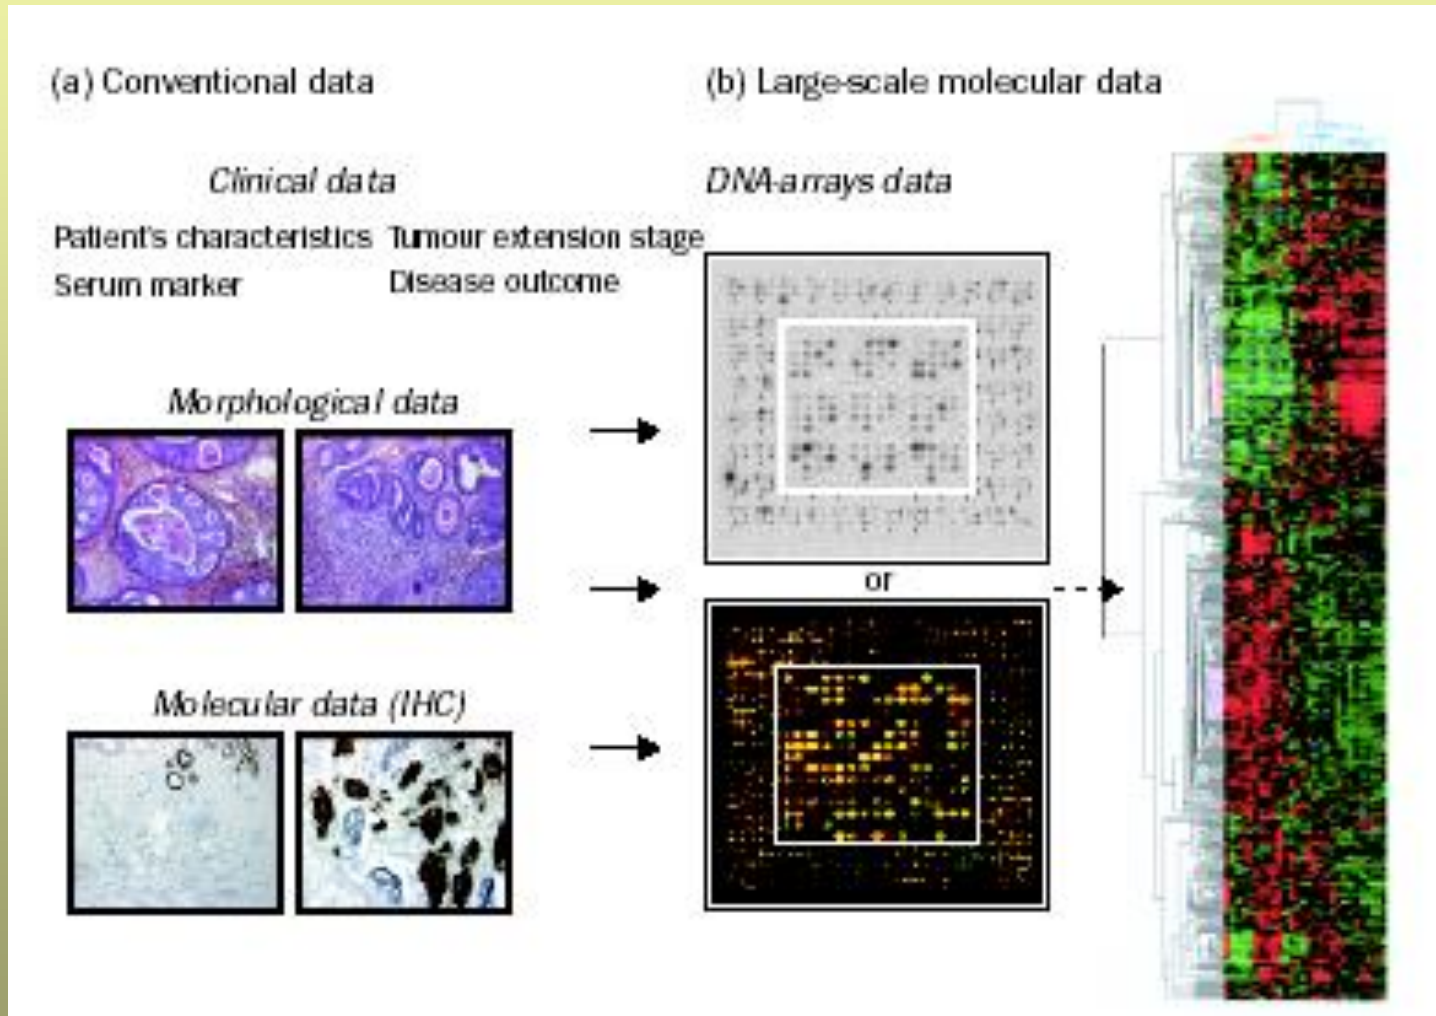 (a) Conventional data
(b) Large-scale molecular data
Clinical data
DNA-arrays data
Patient's characteristics Tumour extension stage
Serum marker Disease outcome
Morphological data
or
Molecular data (IHC)